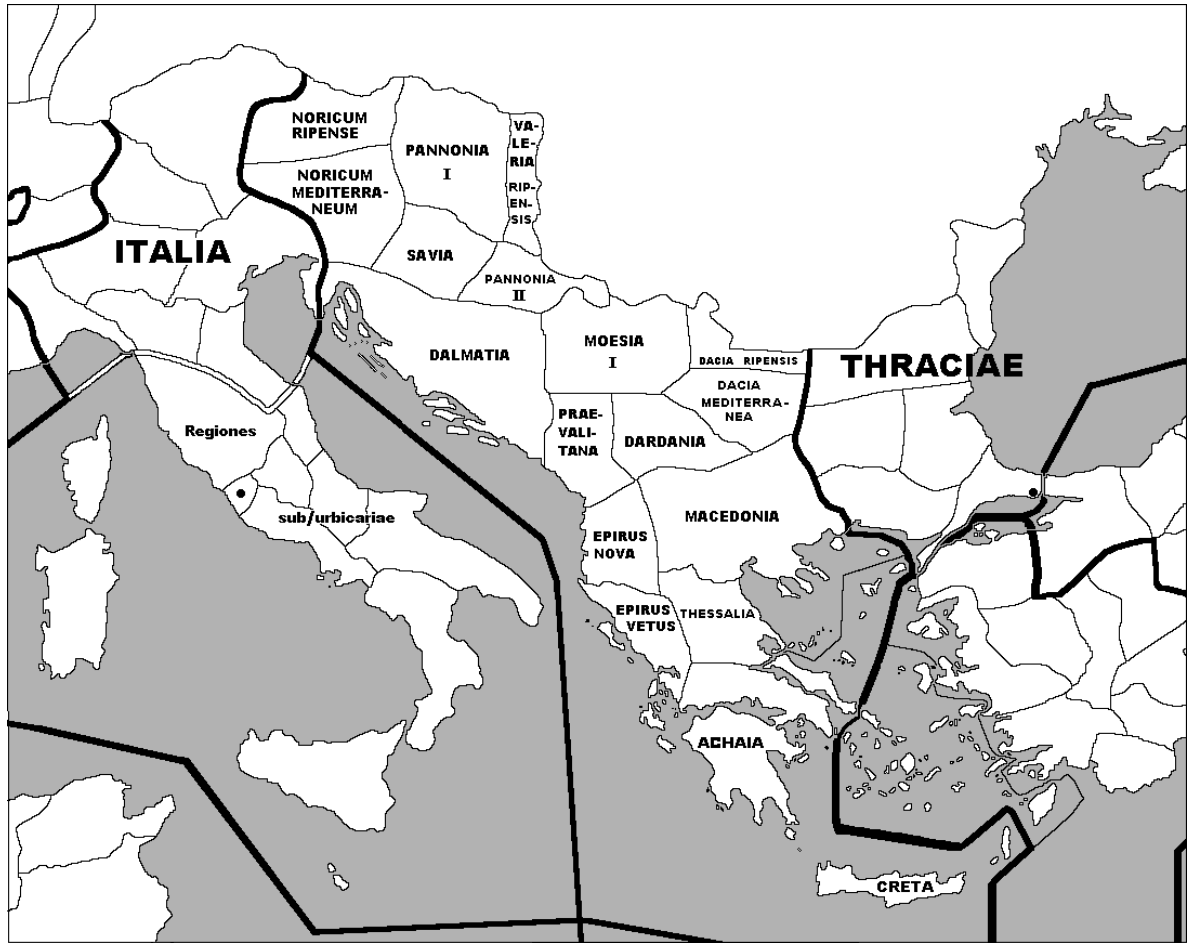 NORICUM
RIPENSE
PANNONIA
I
VA-
LE-
RIA
RIP-
EN-
SIS
NORICUM
MEDITERRA-
NEUM
ITALIA
SAVIA
PANNONIA
II
DALMATIA
MOESIA
I
DACIA RIPENSIS
THRACIAE
DACIA
MEDITERRA-
NEA
PRAE-
VALI-
TANA
DARDANIA
Regiones
sub/urbicariae
MACEDONIA
EPIRUS
NOVA
EPIRUS
VETUS
THESSALIA
ACHAIA
CRETA